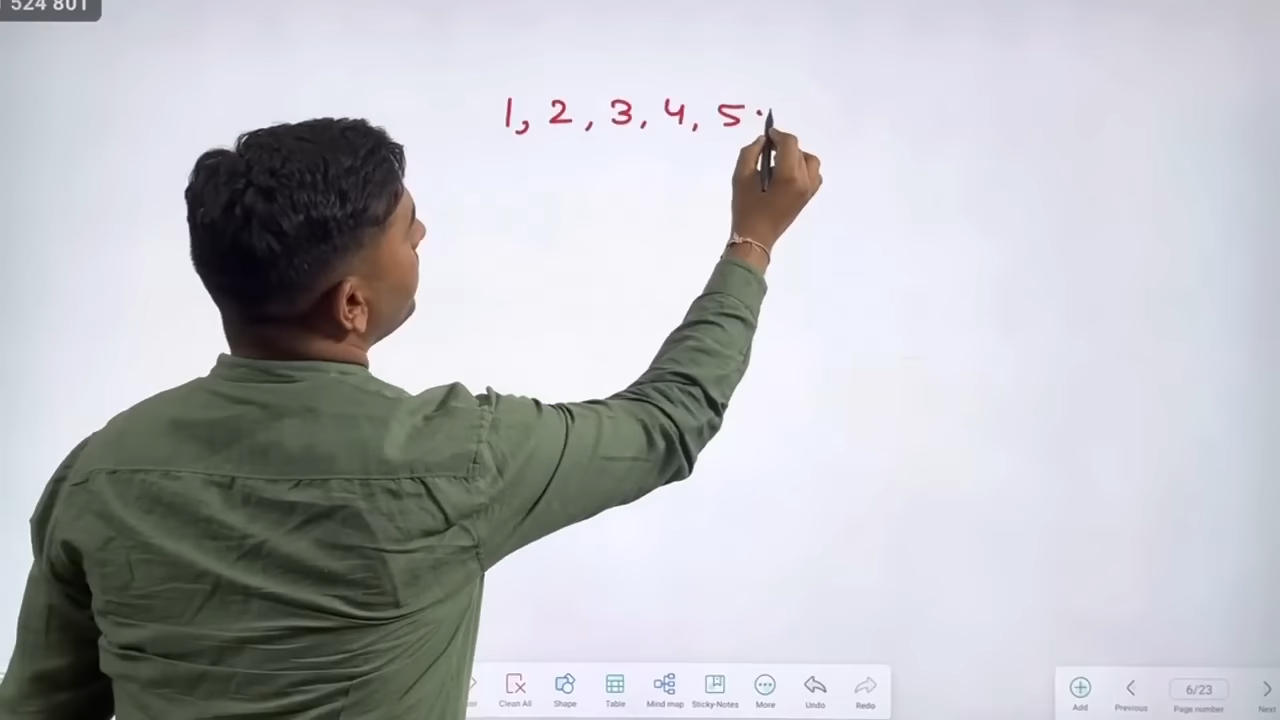 524 801
1, 2, 3, 4, 5 ·
Clean All Shape Table Mind map Sticky-Notes More Undo Redo
Add Previous 6/23 Page number Next